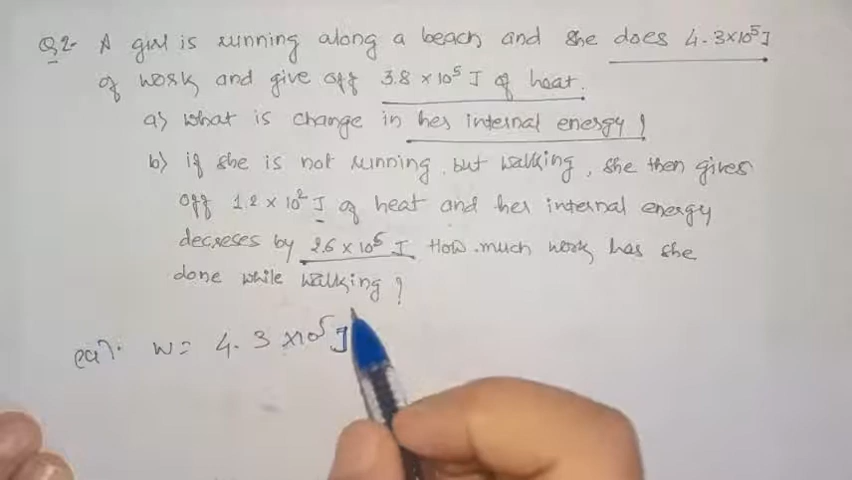 Q2- A girl is running along a beach and she does 4.3×10⁵J
of work and give off 3.8 × 10⁵ J of heat.
a) what is change in her internal energy?
b) if she is not running, but walking, she then gives
off 1.2 × 10² J of heat and her internal energy
decreses by 2.6 × 10⁵ J How much work has she
done while walking?
(a): W = 4.3 ×10⁵J